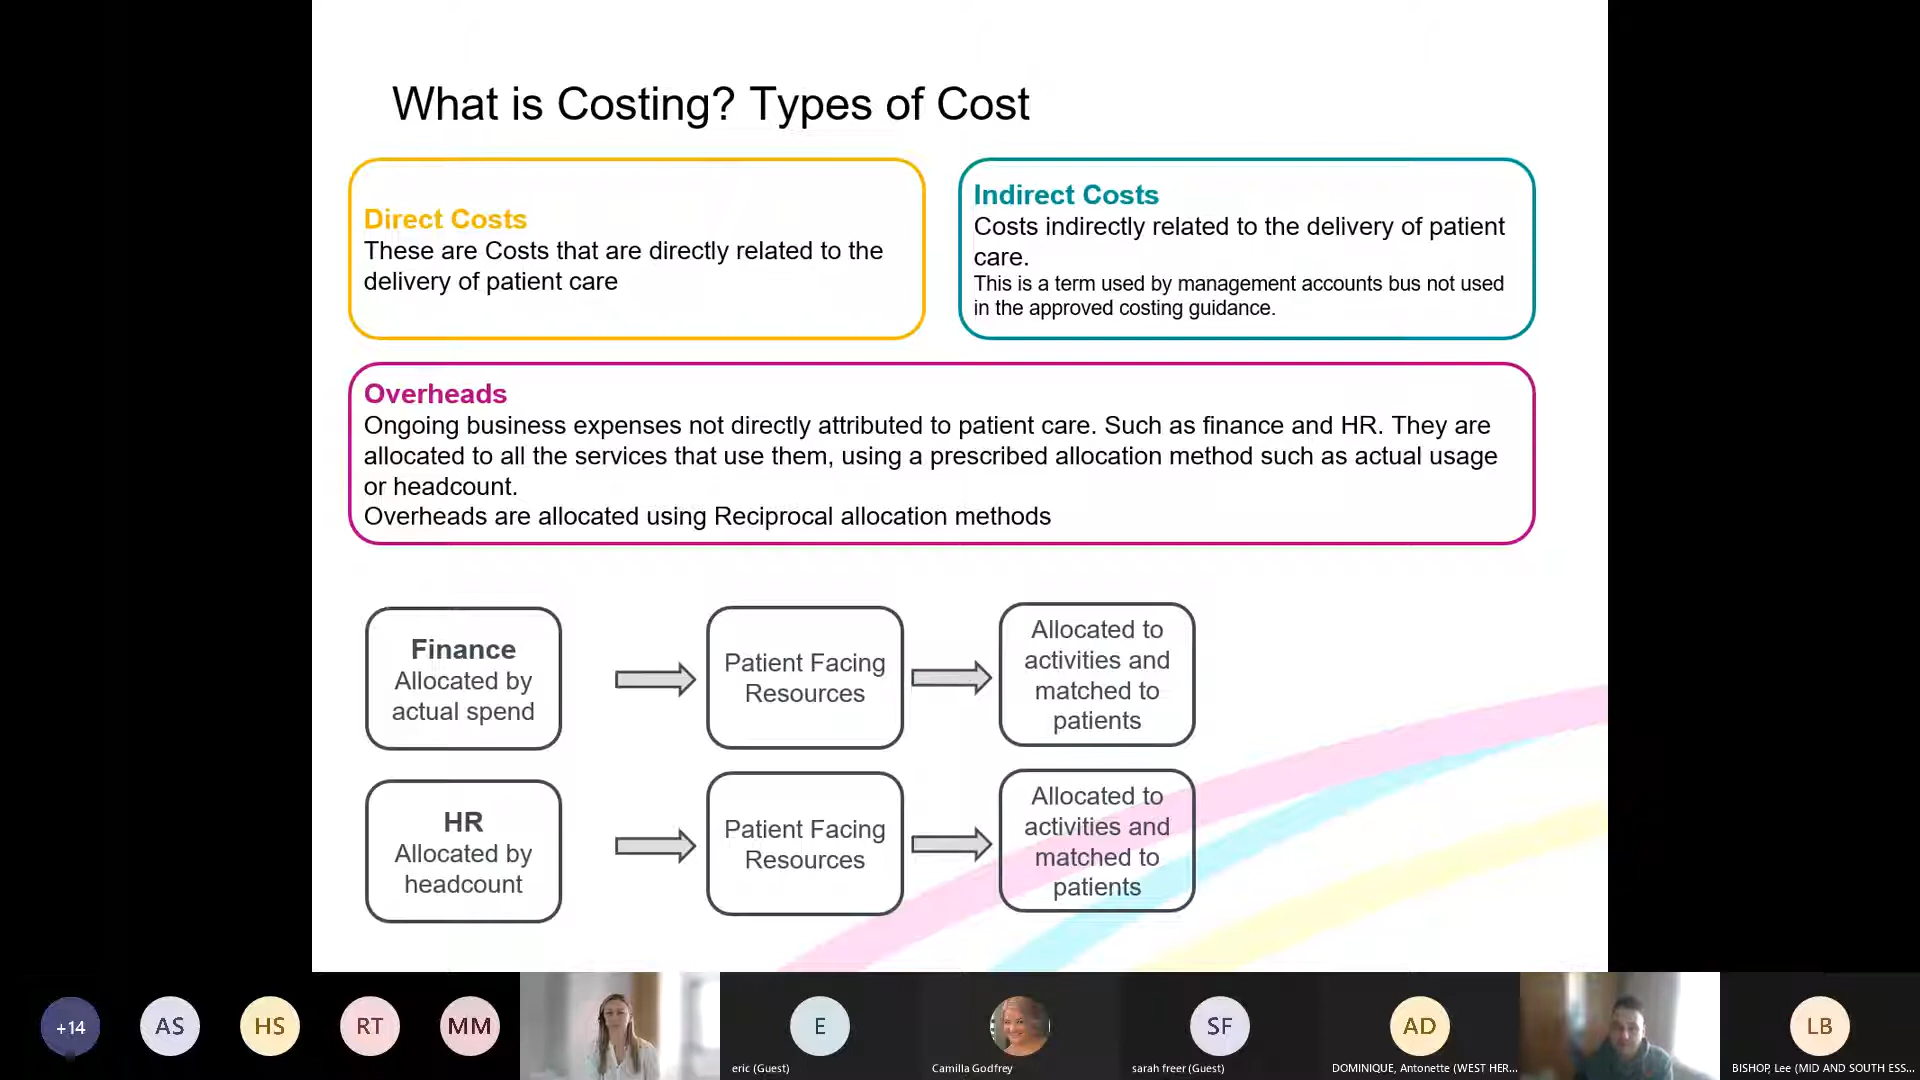 What is Costing? Types of Cost
Direct Costs
These are Costs that are directly related to the
delivery of patient care
Indirect Costs
Costs indirectly related to the delivery of patient
care.
This is a term used by management accounts bus not used
in the approved costing guidance.
Overheads
Ongoing business expenses not directly attributed to patient care. Such as finance and HR. They are
allocated to all the services that use them, using a prescribed allocation method such as actual usage
or headcount.
Overheads are allocated using Reciprocal allocation methods
Finance
Allocated by
actual spend
Patient Facing
Resources
Allocated to
activities and
matched to
patients
HR
Allocated by
headcount
Patient Facing
Resources
Allocated to
activities and
matched to
patients
+14
AS
HS
RT
MM
E
eric (Guest)
Camilla Godfrey
SF
sarah freer (Guest)
AD
DOMINIQUE, Antonette (WEST HER...
LB
BISHOP, Lee (MID AND SOUTH ESS...